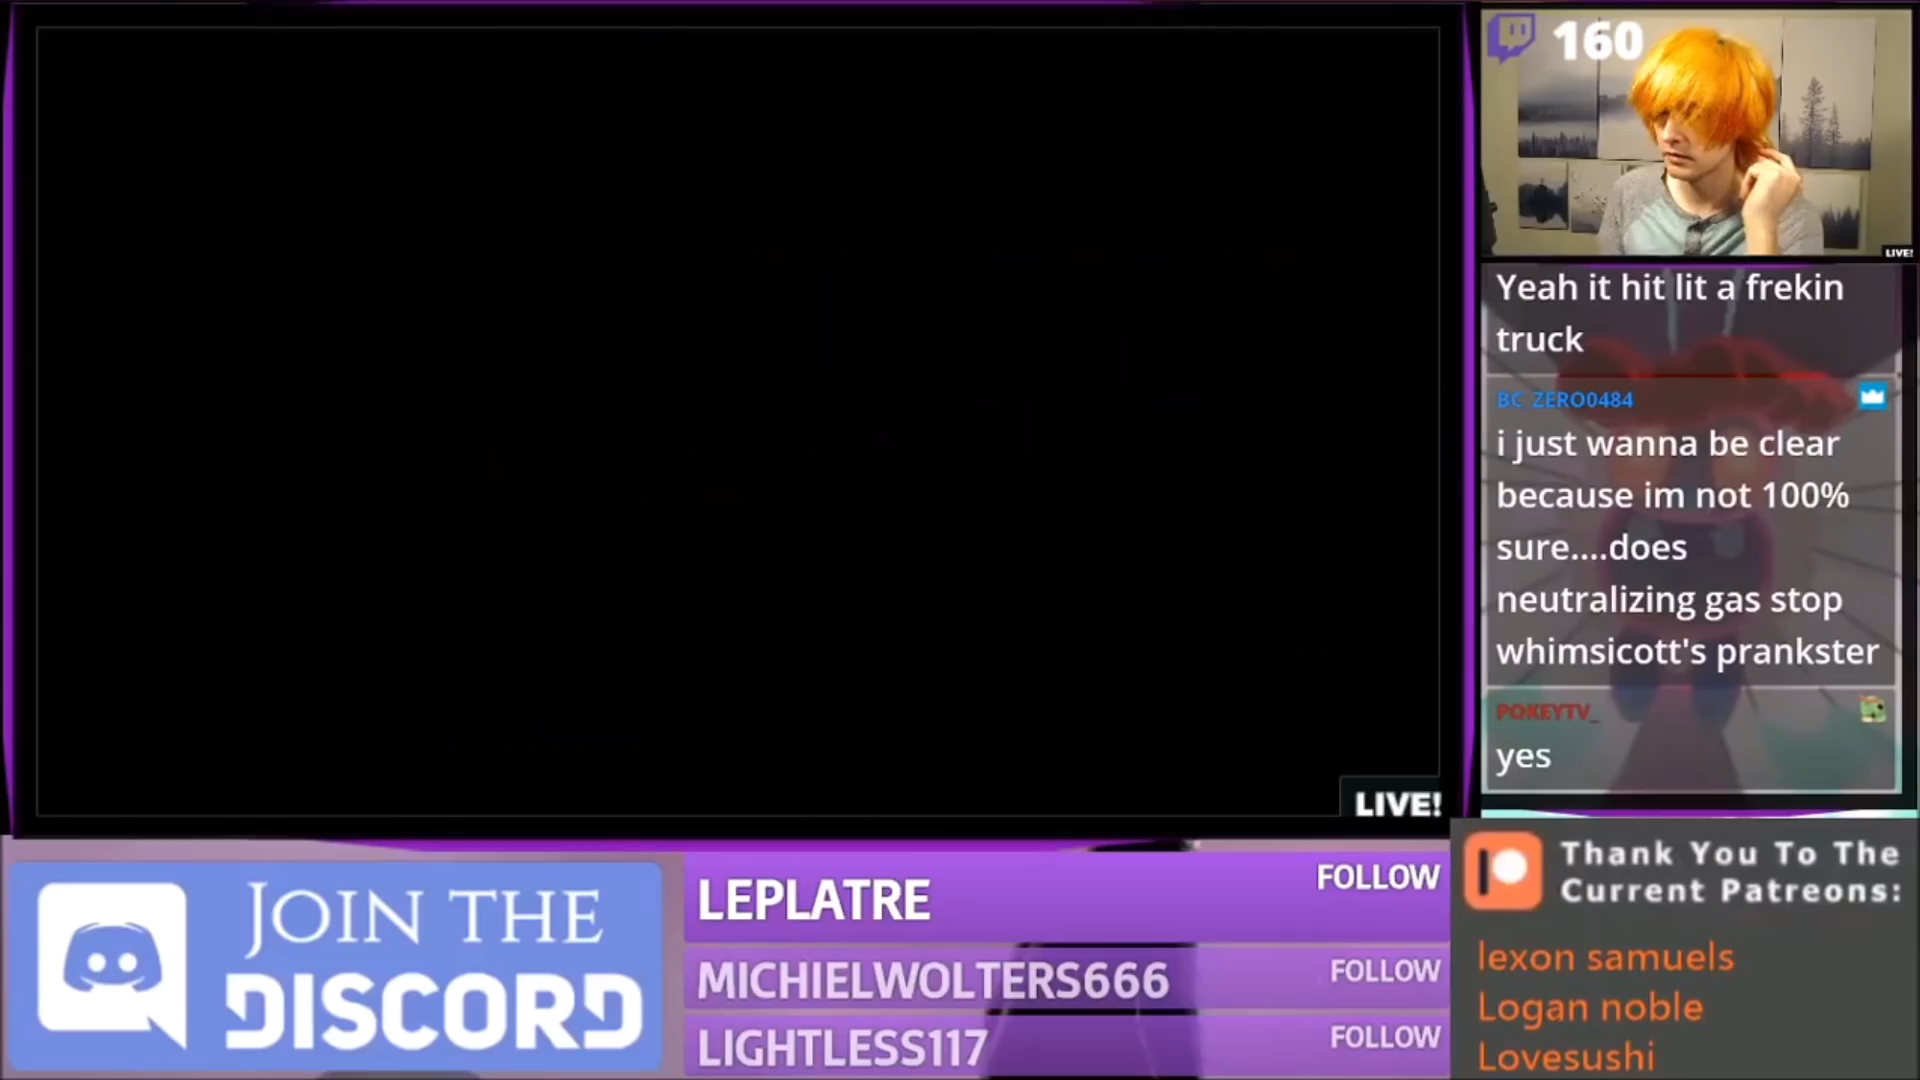 160
LIVE!
Yeah it hit lit a frekin
truck
BC_ZERO0484
i just wanna be clear
because im not 100%
sure....does
neutralizing gas stop
whimsicott's prankster
POKEYTV_
yes
LIVE!
JOIN THE
DISCORD
LEPLATRE FOLLOW
MICHIELWOLTERS666 FOLLOW
LIGHTLESS117 FOLLOW
Thank You To The
Current Patreons:
lexon samuels
Logan noble
Lovesushi